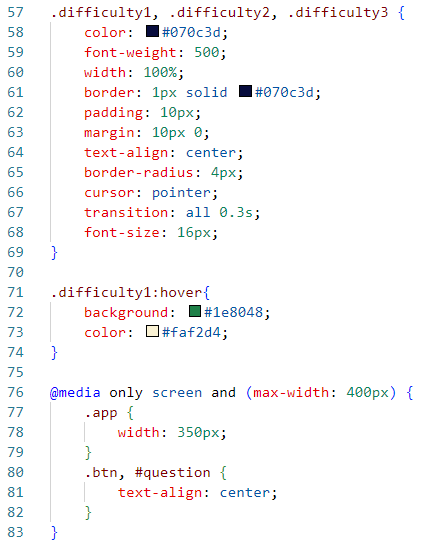 57 .difficulty1, .difficulty2, .difficulty3 {
58     color: #070c3d;
59     font-weight: 500;
60     width: 100%;
61     border: 1px solid #070c3d;
62     padding: 10px;
63     margin: 10px 0;
64     text-align: center;
65     border-radius: 4px;
66     cursor: pointer;
67     transition: all 0.3s;
68     font-size: 16px;
69 }
70
71 .difficulty1:hover{
72     background: #1e8048;
73     color: #faf2d4;
74 }
75
76 @media only screen and (max-width: 400px) {
77     .app {
78         width: 350px;
79     }
80     .btn, #question {
81         text-align: center;
82     }
83 }